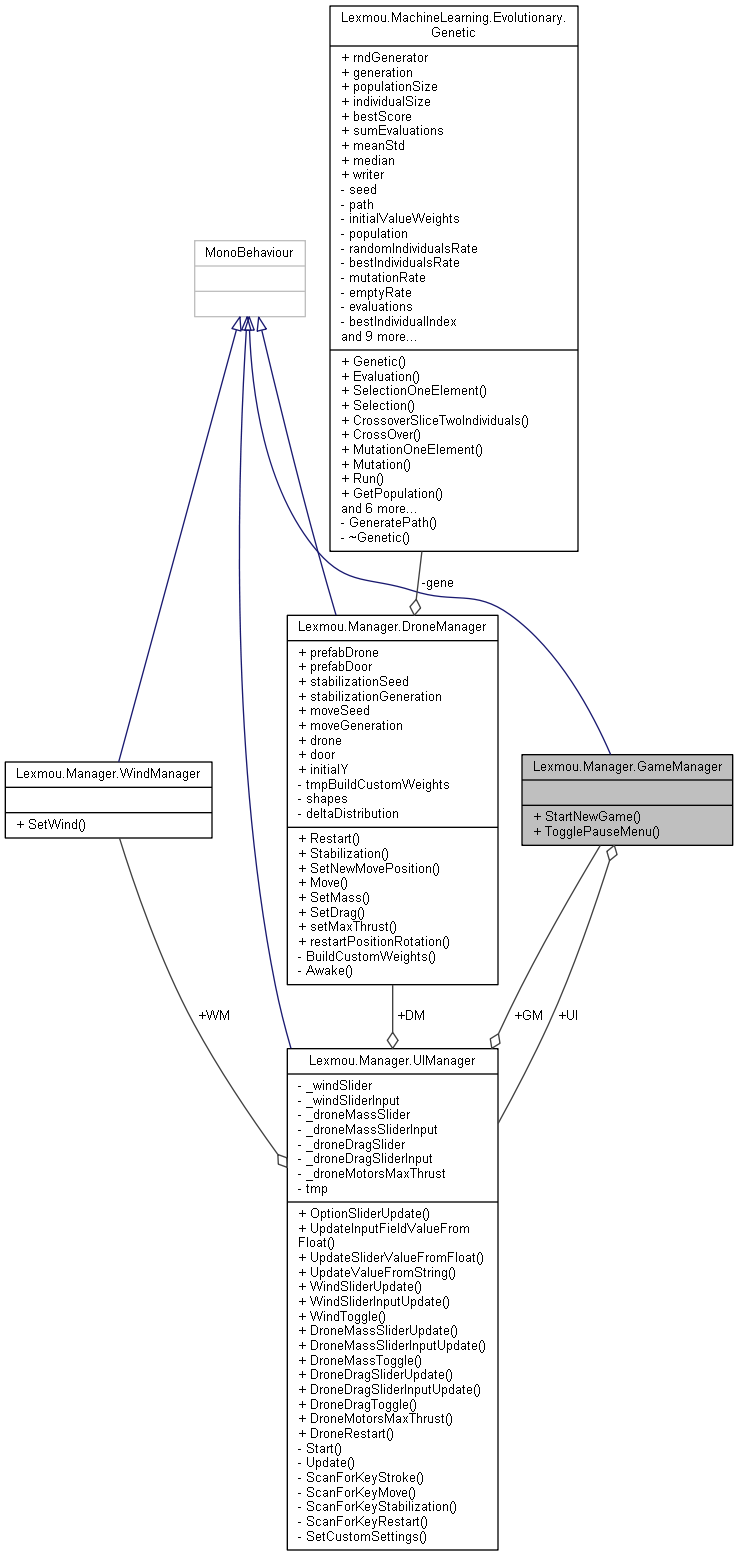 Lexmou.MachineLearning.Evolutionary.
Genetic
+ rndGenerator
+ generation
+ populationSize
+ individualSize
+ bestScore
+ sumEvaluations
+ meanStd
+ median
+ writer
- seed
- path
- initialValueWeights
- population
- randomIndividualsRate
- bestIndividualsRate
- mutationRate
- emptyRate
- evaluations
- bestIndividualIndex
and 9 more...
+ Genetic()
+ Evaluation()
+ SelectionOneElement()
+ Selection()
+ CrossoverSliceTwoIndividuals()
+ CrossOver()
+ MutationOneElement()
+ Mutation()
+ Run()
+ GetPopulation()
and 6 more...
- GeneratePath()
- ~Genetic()
MonoBehaviour
-gene
Lexmou.Manager.DroneManager
+ prefabDrone
+ prefabDoor
+ stabilizationSeed
+ stabilizationGeneration
+ moveSeed
+ moveGeneration
+ drone
+ door
+ initialY
- tmpBuildCustomWeights
- shapes
- deltaDistribution
+ Restart()
+ Stabilization()
+ SetNewMovePosition()
+ Move()
+ SetMass()
+ SetDrag()
+ setMaxThrust()
+ restartPositionRotation()
- BuildCustomWeights()
- Awake()
Lexmou.Manager.WindManager
+ SetWind()
Lexmou.Manager.GameManager
+ StartNewGame()
+ TogglePauseMenu()
+WM
+DM
+GM
+UI
Lexmou.Manager.UIManager
- _windSlider
- _windSliderInput
- _droneMassSlider
- _droneMassSliderInput
- _droneDragSlider
- _droneDragSliderInput
- _droneMotorsMaxThrust
- tmp
+ OptionSliderUpdate()
+ UpdateInputFieldValueFrom
Float()
+ UpdateSliderValueFromFloat()
+ UpdateValueFromString()
+ WindSliderUpdate()
+ WindSliderInputUpdate()
+ WindToggle()
+ DroneMassSliderUpdate()
+ DroneMassSliderInputUpdate()
+ DroneMassToggle()
+ DroneDragSliderUpdate()
+ DroneDragSliderInputUpdate()
+ DroneDragToggle()
+ DroneMotorsMaxThrust()
+ DroneRestart()
- Start()
- Update()
- ScanForKeyStroke()
- ScanForKeyMove()
- ScanForKeyStabilization()
- ScanForKeyRestart()
- SetCustomSettings()